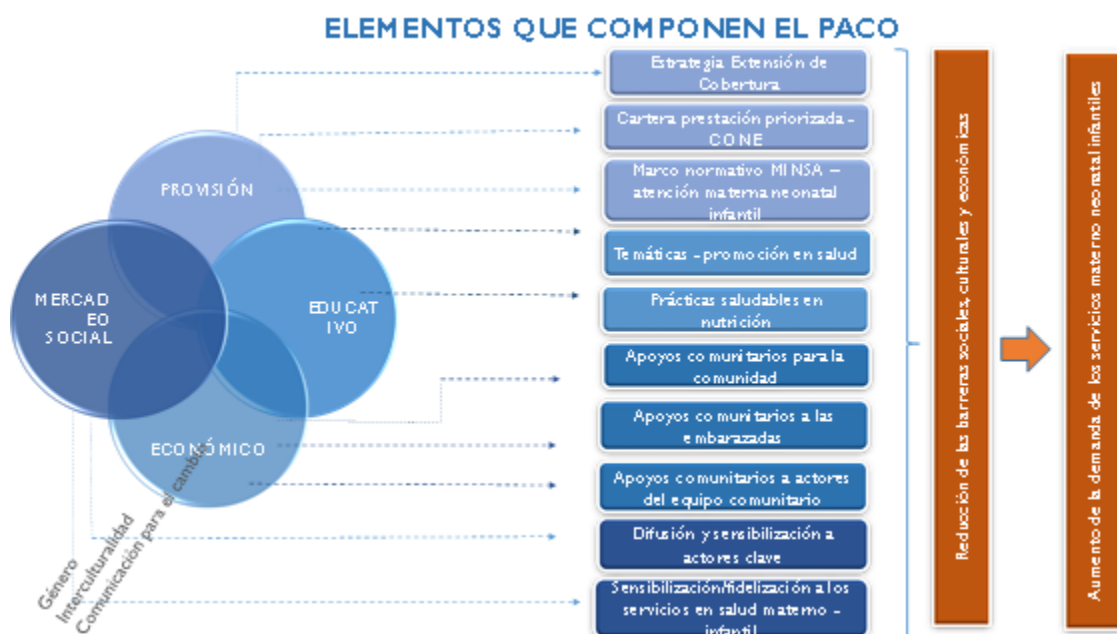 ELEMENTOS QUE COMPONEN EL PACO
PROVISIÓN
MERCAD
EO
SOCIAL
EDUCAT
IVO
ECONÓMICO
Género
Interculturalidad
Comunicación para el cambio
Estrategia Extensión de
Cobertura
Cartera prestación priorizada -
CONE
Marco normativo MINSA –
atención materna neonatal
infantil
Temáticas - promoción en salud
Prácticas saludables en
nutrición
Apoyos comunitarios para la
comunidad
Apoyos comunitarios a las
embarazadas
Apoyos comunitarios a actores
del equipo comunitario
Difusión y sensibilización a
actores clave
Sensibilización/fidelización a los
servicios en salud materno –
infantil
Reducción de las barreras sociales, culturales y económicas
Aumento de la demanda de los servicios materno neonatal infantiles